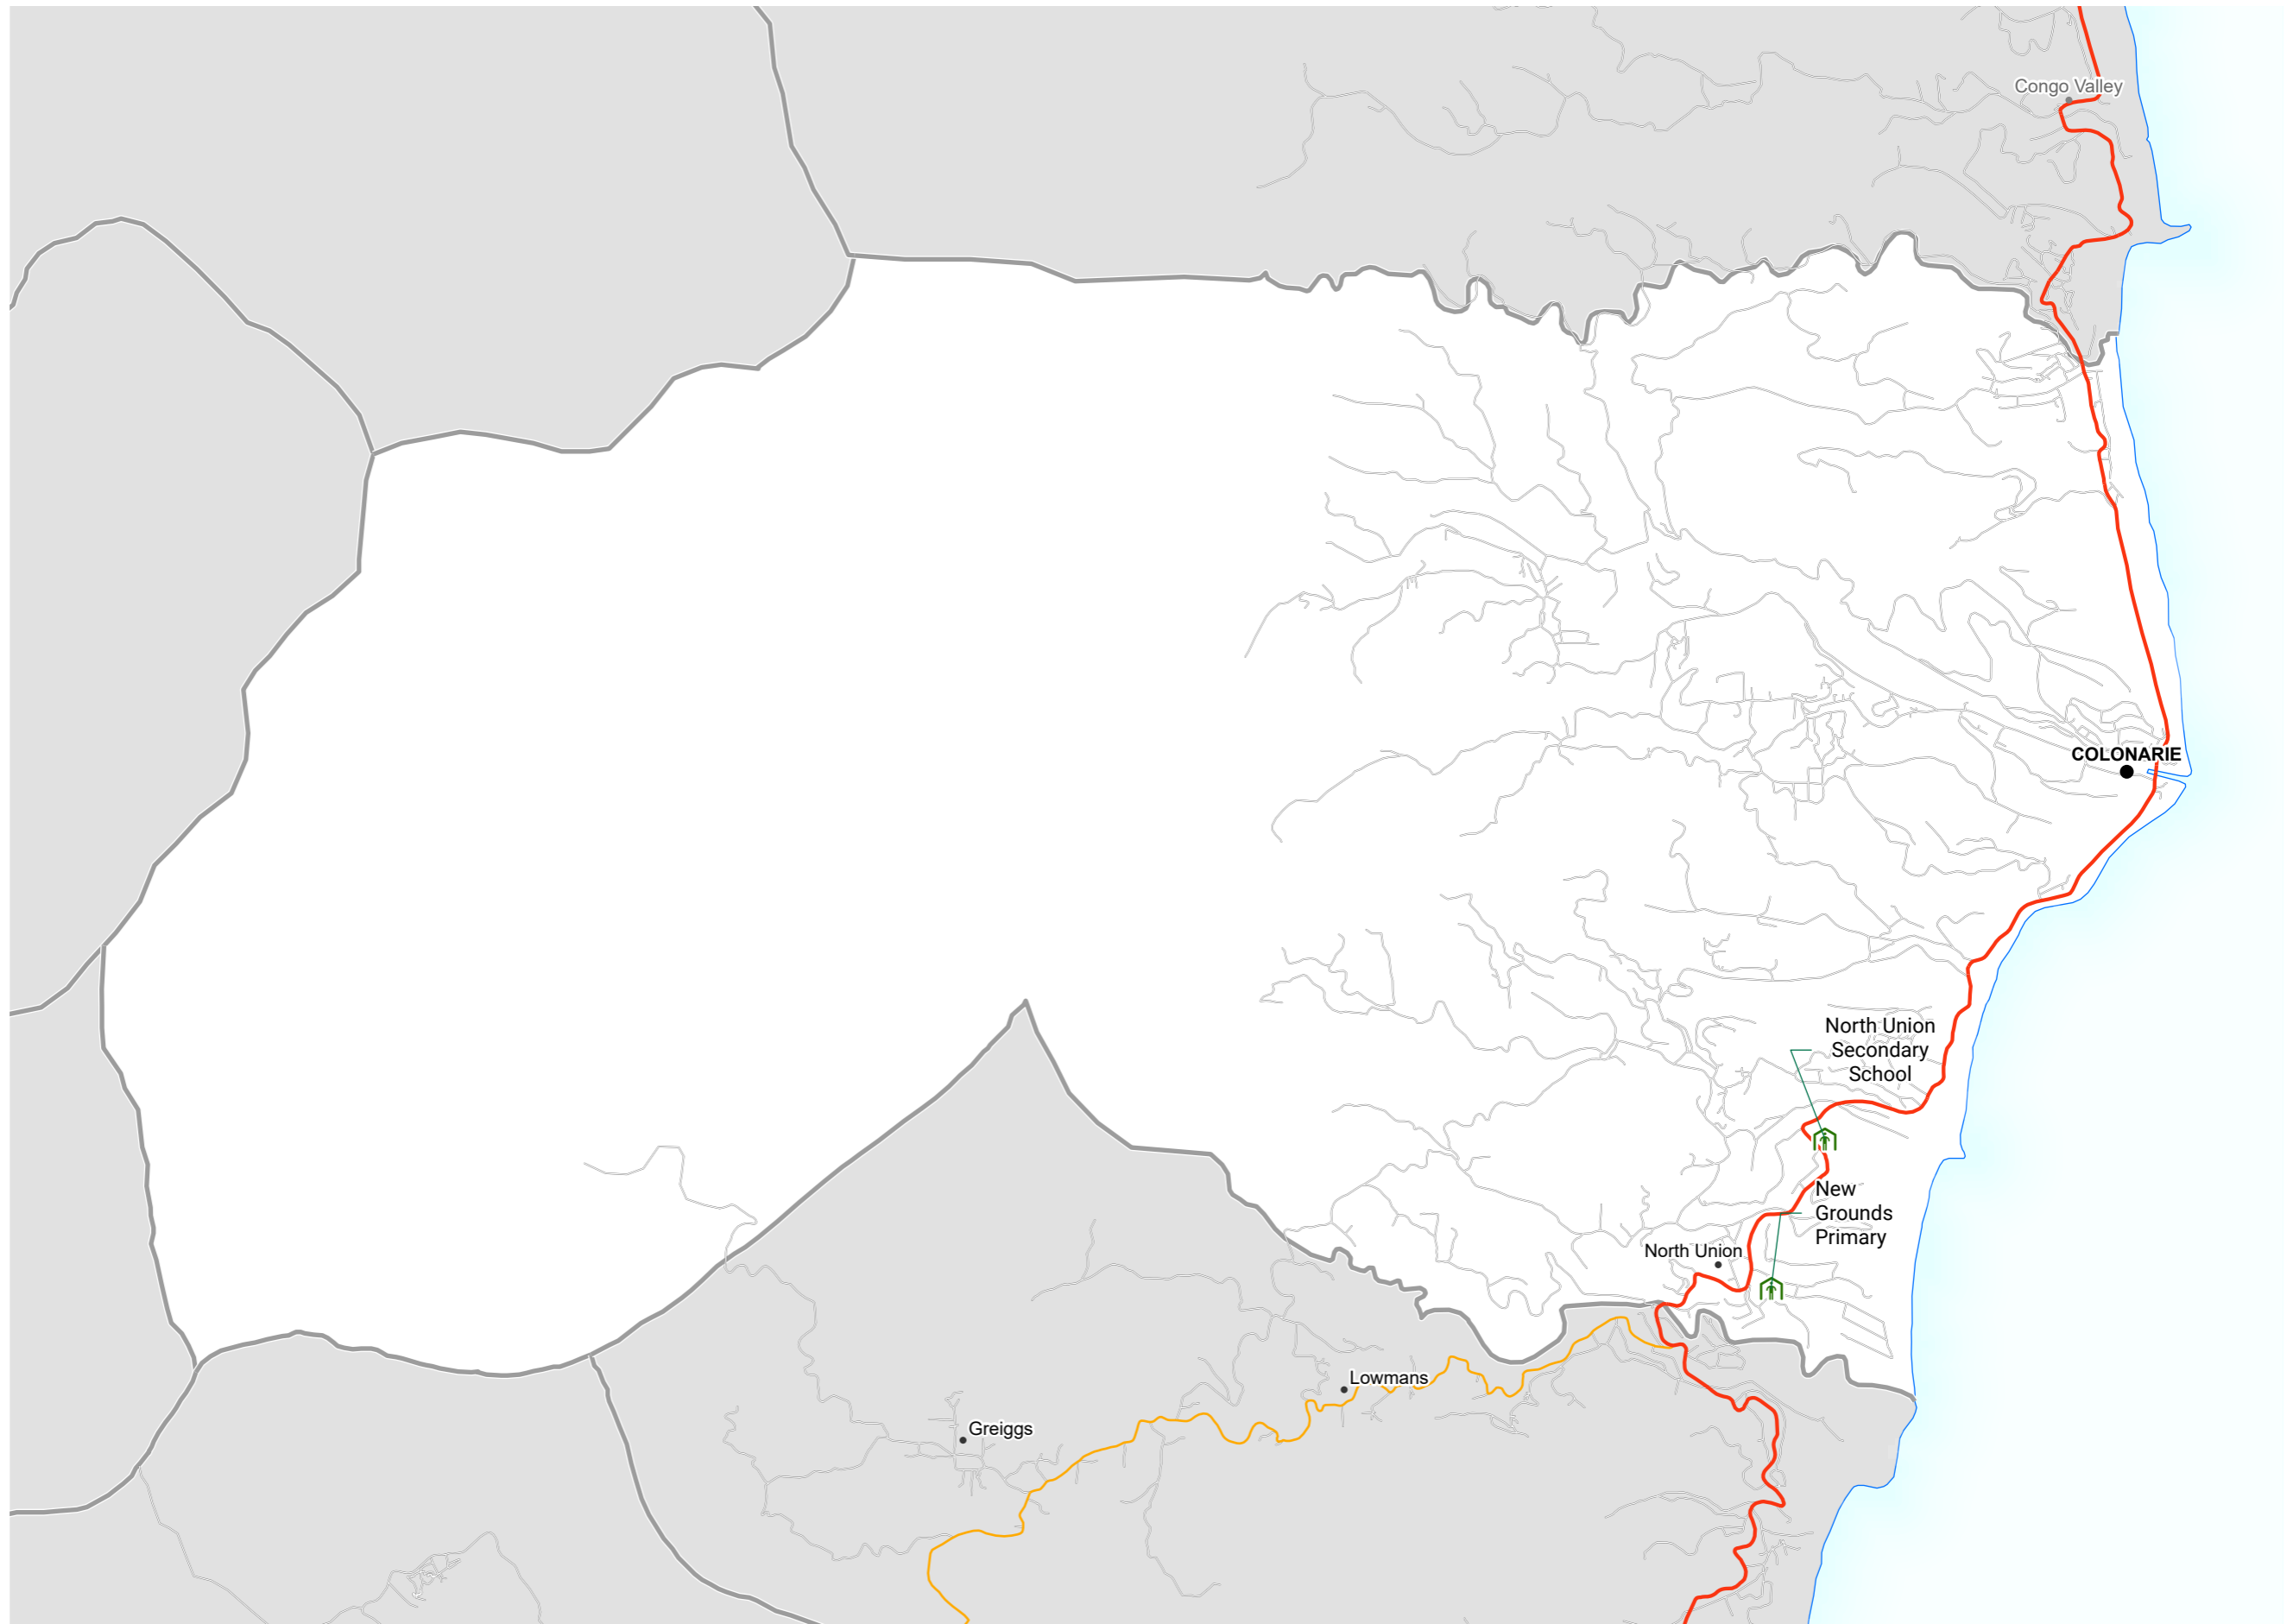 Congo Valley
COLONARIE
North Union
Secondary
School
New
Grounds
Primary
North Union
Lowmans
Greiggs